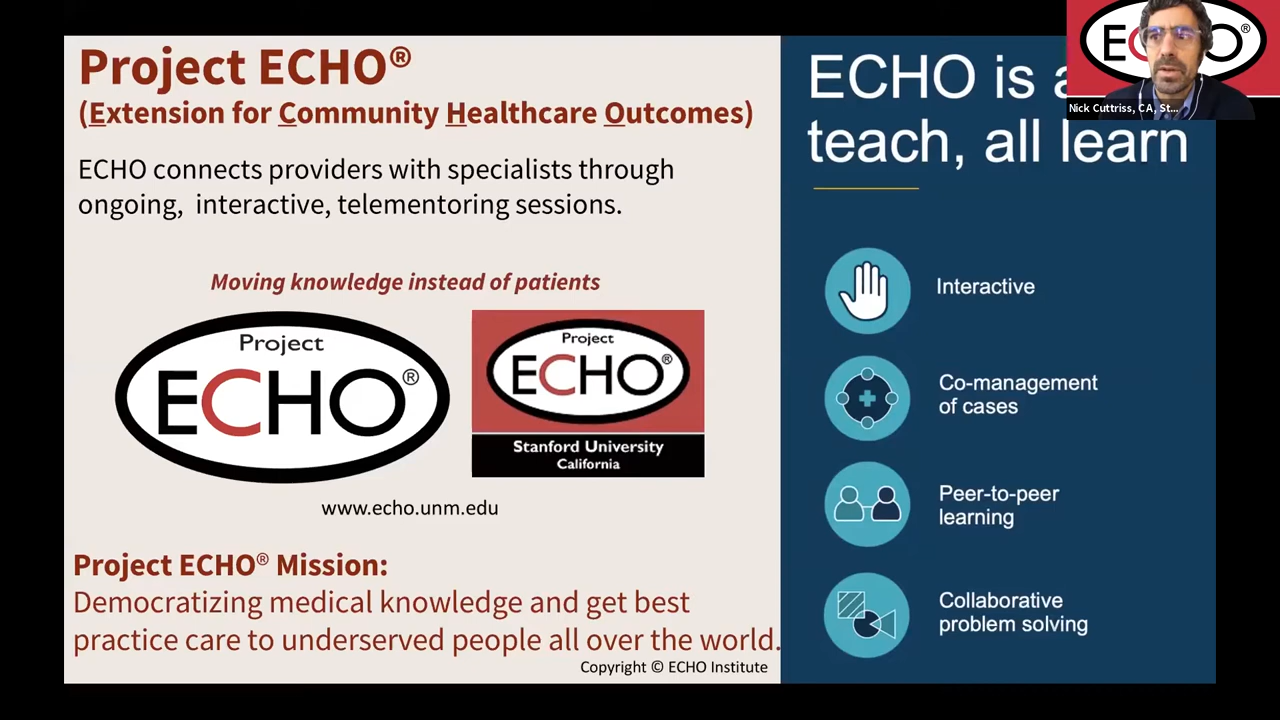 Project ECHO®
(Extension for Community Healthcare Outcomes)
ECHO connects providers with specialists through
ongoing, interactive, telementoring sessions.
Moving knowledge instead of patients
Project
ECHO®
Project
ECHO®
Stanford University
California
www.echo.unm.edu
Project ECHO® Mission:
Democratizing medical knowledge and get best
practice care to underserved people all over the world.
Copyright © ECHO Institute
ECHO is
teach, all learn
Interactive
Co-management
of cases
Peer-to-peer
learning
Collaborative
problem solving
Nick Cuttriss, CA, St...